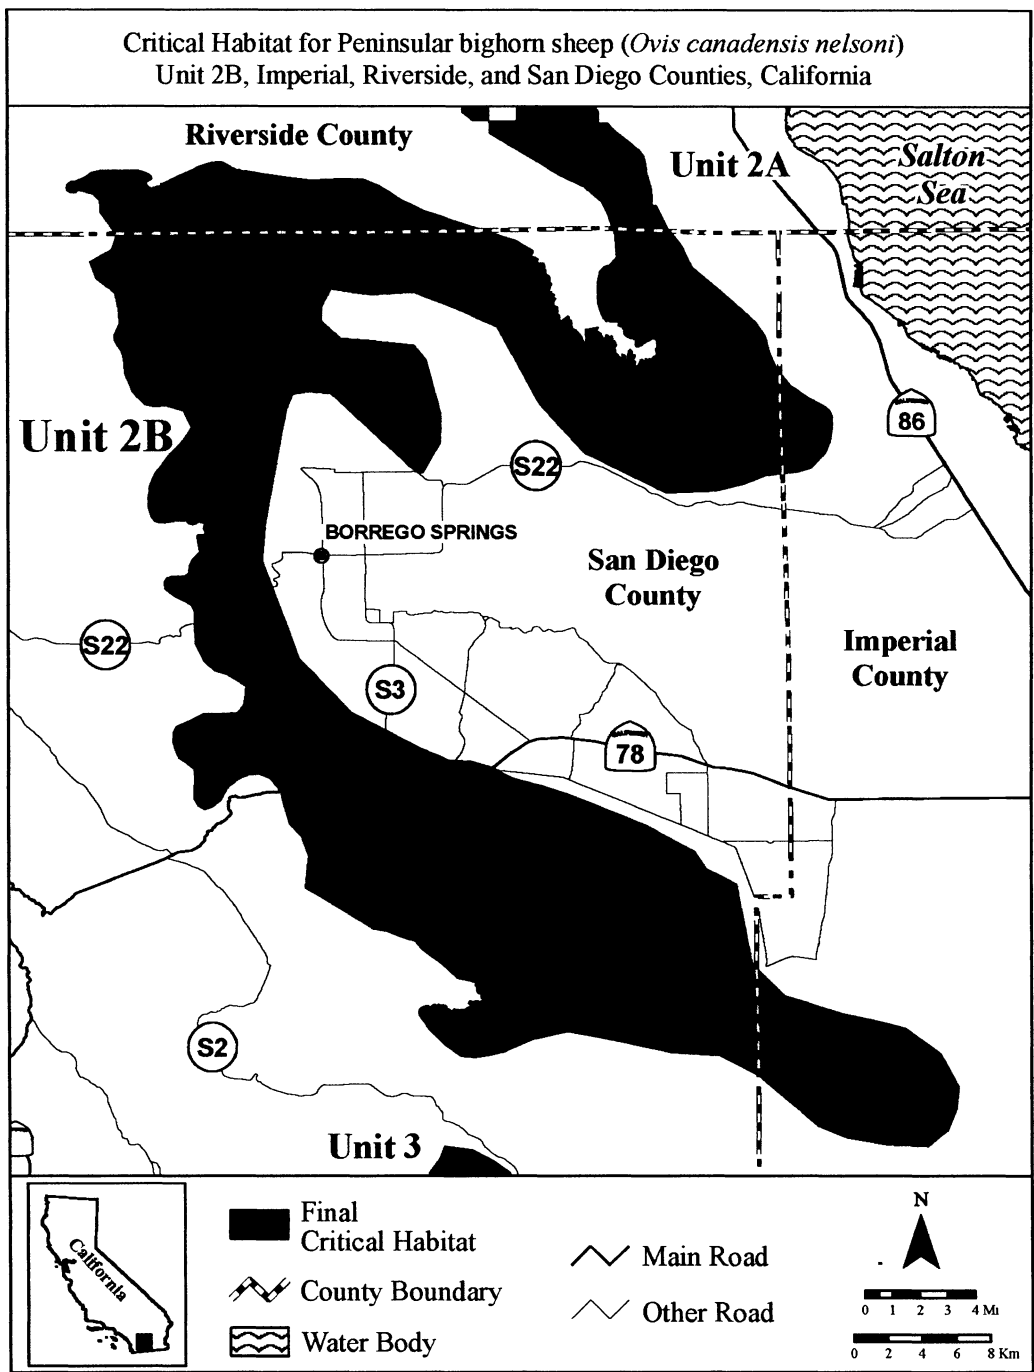 Critical Habitat for Peninsular bighorn sheep (Ovis canadensis nelsoni)
Unit 2B, Imperial, Riverside, and San Diego Counties, California
Riverside County
Unit 2A
Salton
Sea
Unit 2B
86
S22
BORREGO SPRINGS
San Diego
County
S22
Imperial
County
S3
78
S2
Unit 3
California
Final
Critical Habitat
County Boundary
Water Body
Main Road
Other Road
N
0 1 2 3 4 Mi
0 2 4 6 8 Km